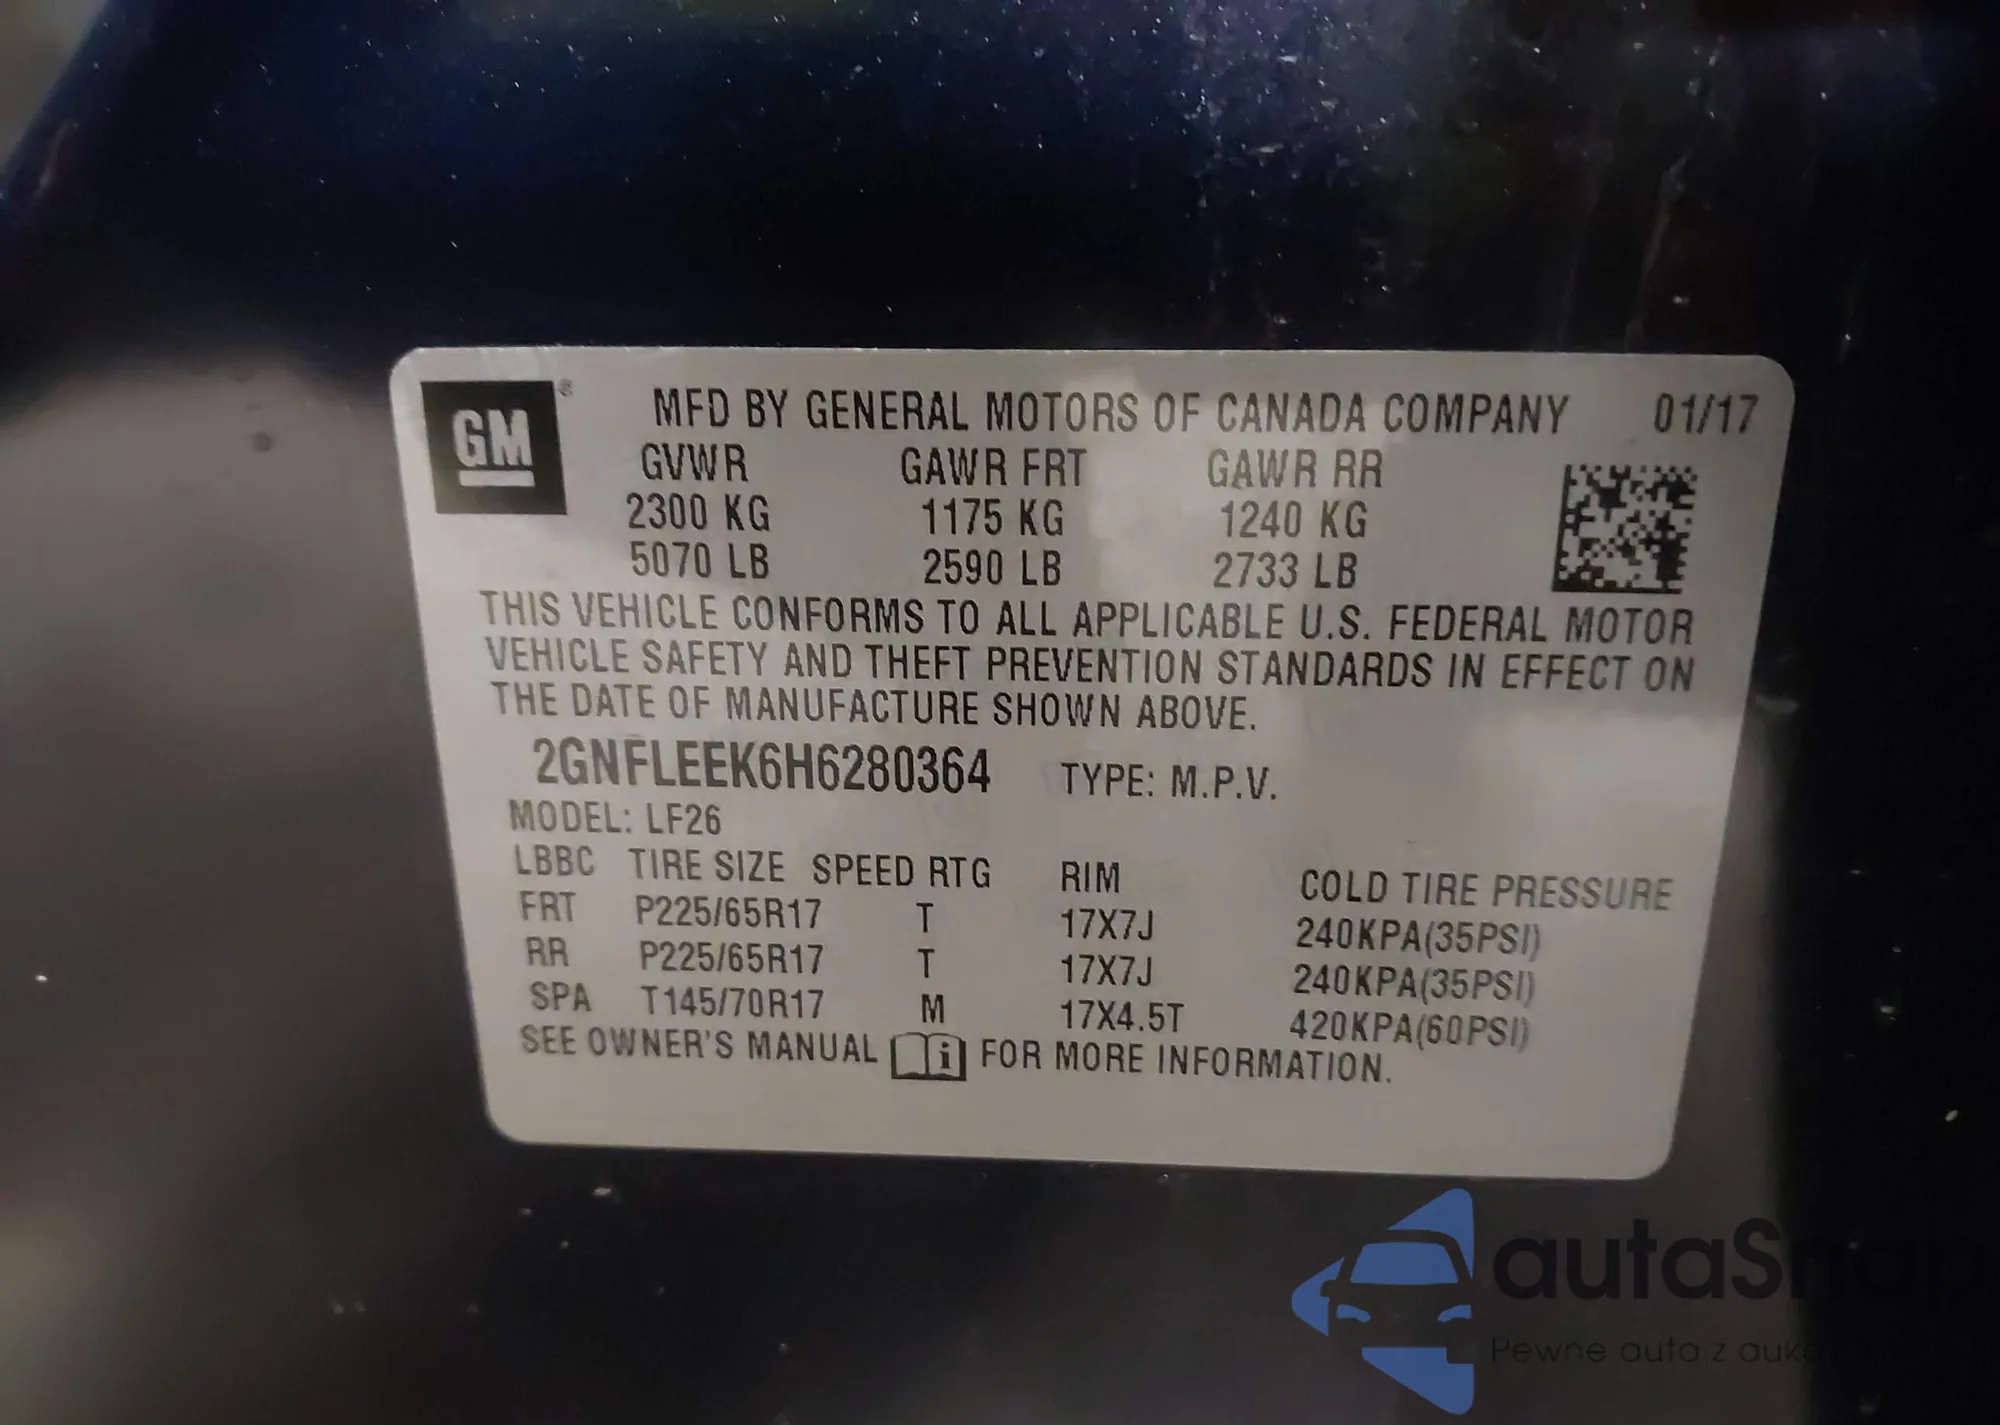 GM ®
MFD BY GENERAL MOTORS OF CANADA COMPANY 01/17
GVWR GAWR FRT GAWR RR
2300 KG 1175 KG 1240 KG
5070 LB 2590 LB 2733 LB
THIS VEHICLE CONFORMS TO ALL APPLICABLE U.S. FEDERAL MOTOR
VEHICLE SAFETY AND THEFT PREVENTION STANDARDS IN EFFECT ON
THE DATE OF MANUFACTURE SHOWN ABOVE.
2GNFLEEK6H6280364 TYPE: M.P.V.
MODEL: LF26
LBBC TIRE SIZE SPEED RTG RIM COLD TIRE PRESSURE
FRT P225/65R17 T 17X7J 240KPA(35PSI)
RR P225/65R17 T 17X7J 240KPA(35PSI)
SPA T145/70R17 M 17X4.5T 420KPA(60PSI)
SEE OWNER'S MANUAL i FOR MORE INFORMATION.
autaSnap
Pewne auta z